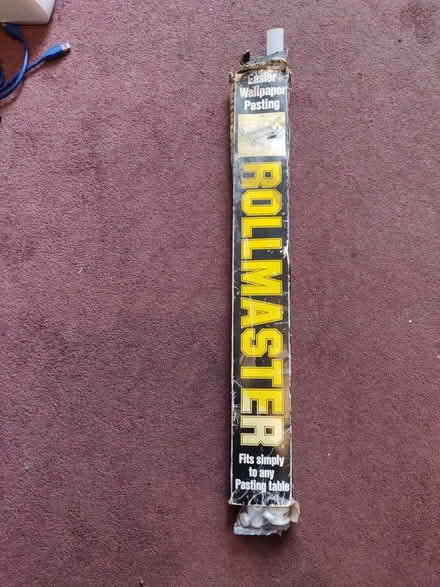 Easier
Wallpaper
Pasting
ROLLMASTER
Fits simply
to any
Pasting table